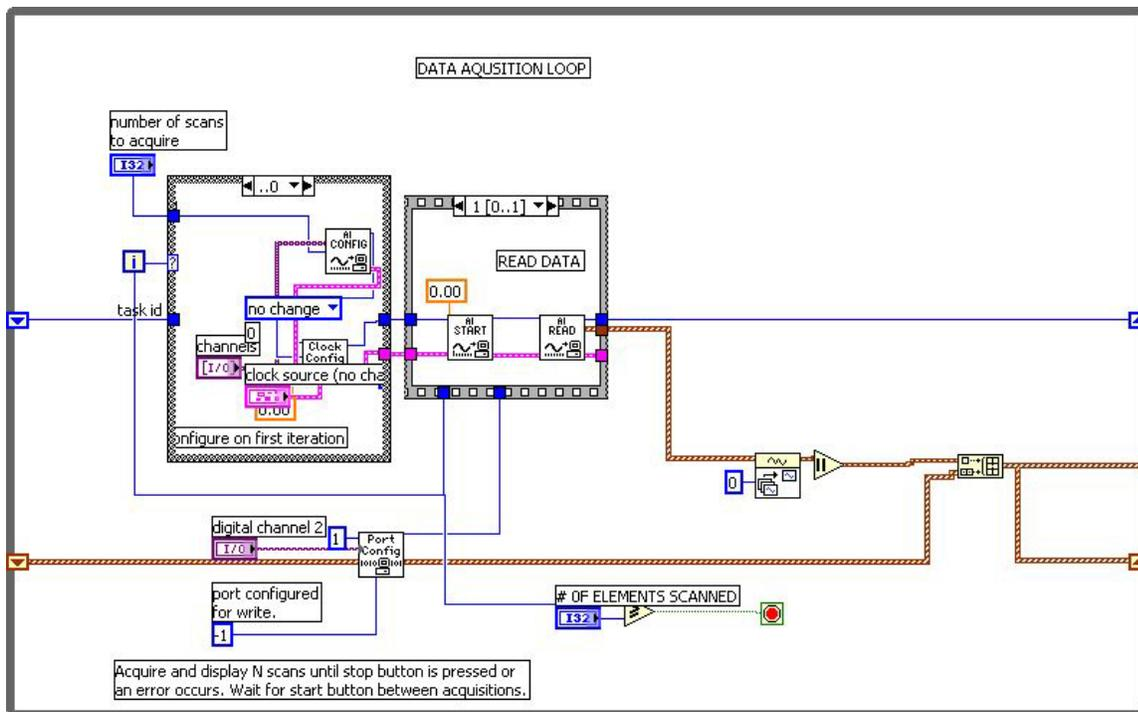 DATA AQUSITION LOOP
number of scans
to acquire
I32
..0
1 [0..1]
AI
CONFIG
READ DATA
i
?
0.00
task id
no change
AI
START
AI
READ
0
channels
Clock
Config
[I/O]
clock source (no cha
0.00
onfigure on first iteration
0
digital channel 2
1
Port
Config
I/O
port configured
for write.
-1
# OF ELEMENTS SCANNED
I32
Acquire and display N scans until stop button is pressed or
an error occurs. Wait for start button between acquisitions.